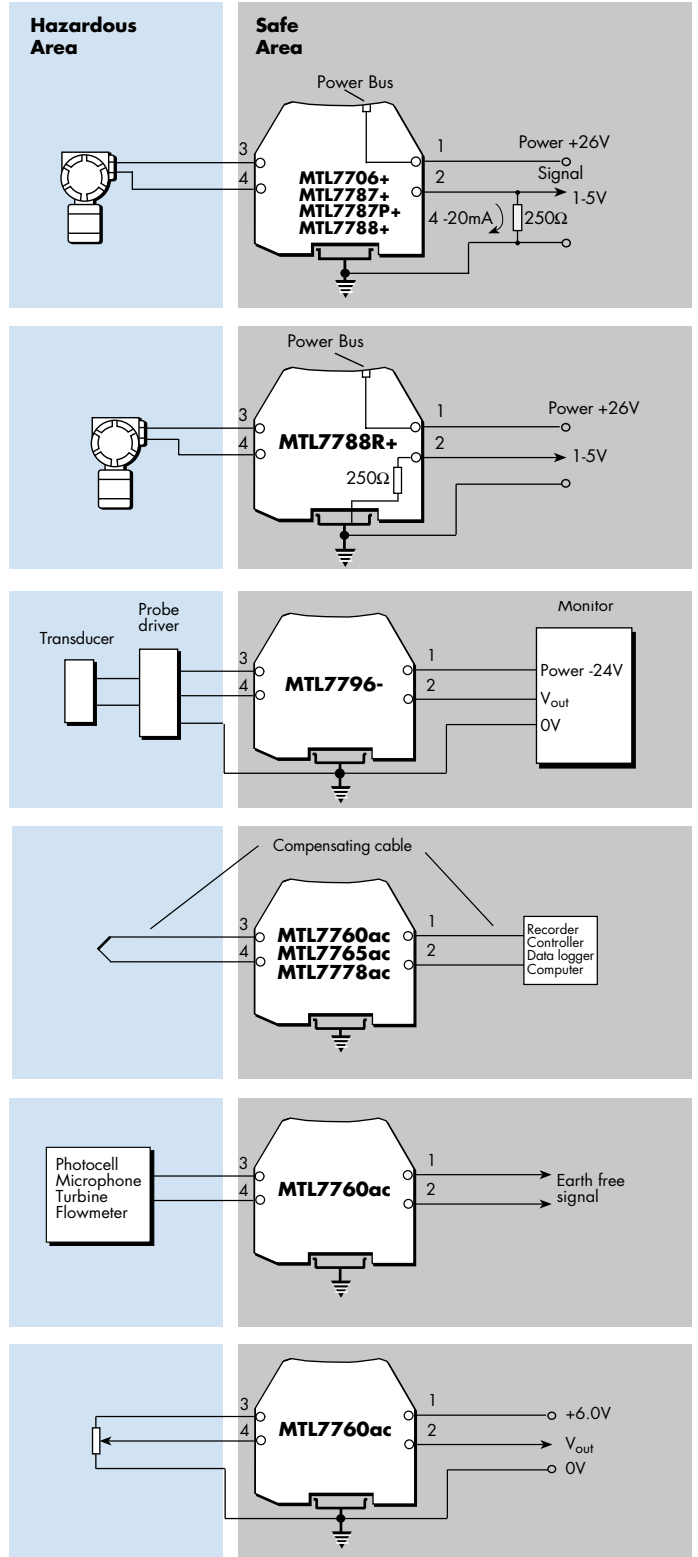 Hazardous
Area
Safe
Area
Power Bus
3
4
MTL7706+
MTL7787+
MTL7787P+
MTL7788+
1
2
Power +26V
Signal
1-5V
4 -20mA
250Ω
Power Bus
3
4
MTL7788R+
250Ω
1
2
Power +26V
1-5V
Transducer
Probe
driver
3
4
MTL7796-
1
2
Monitor
Power -24V
Vout
0V
Compensating cable
3
4
MTL7760ac
MTL7765ac
MTL7778ac
1
2
Recorder
Controller
Data logger
Computer
Photocell
Microphone
Turbine
Flowmeter
3
4
MTL7760ac
1
2
Earth free
signal
3
4
MTL7760ac
1
2
+6.0V
Vout
0V